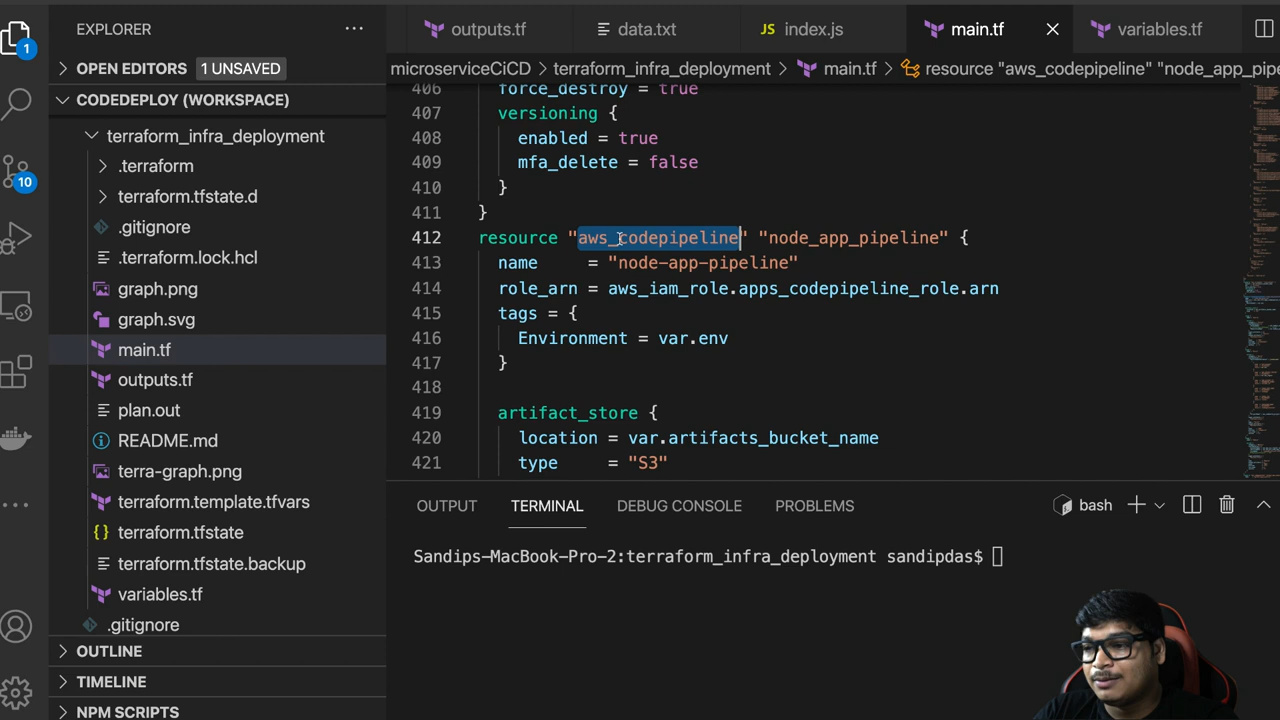 1
EXPLORER
outputs.tf
data.txt
JS index.js
main.tf
variables.tf
OPEN EDITORS 1 UNSAVED
microserviceCiCD > terraform_infra_deployment > main.tf > resource "aws_codepipeline" "node_app_pipe
CODEDEPLOY (WORKSPACE)
terraform_infra_deployment
.terraform
10
terraform.tfstate.d
.gitignore
.terraform.lock.hcl
graph.png
graph.svg
main.tf
outputs.tf
plan.out
README.md
terra-graph.png
terraform.template.tfvars
terraform.tfstate
terraform.tfstate.backup
variables.tf
.gitignore
OUTLINE
TIMELINE
NPM SCRIPTS
406 force_destroy = true
407 versioning {
408 enabled = true
409 mfa_delete = false
410 }
411 }
412 resource "aws_codepipeline" "node_app_pipeline" {
413 name = "node-app-pipeline"
414 role_arn = aws_iam_role.apps_codepipeline_role.arn
415 tags = {
416 Environment = var.env
417 }
418
419 artifact_store {
420 location = var.artifacts_bucket_name
421 type = "S3"
OUTPUT TERMINAL DEBUG CONSOLE PROBLEMS bash
Sandips-MacBook-Pro-2:terraform_infra_deployment sandipdas$